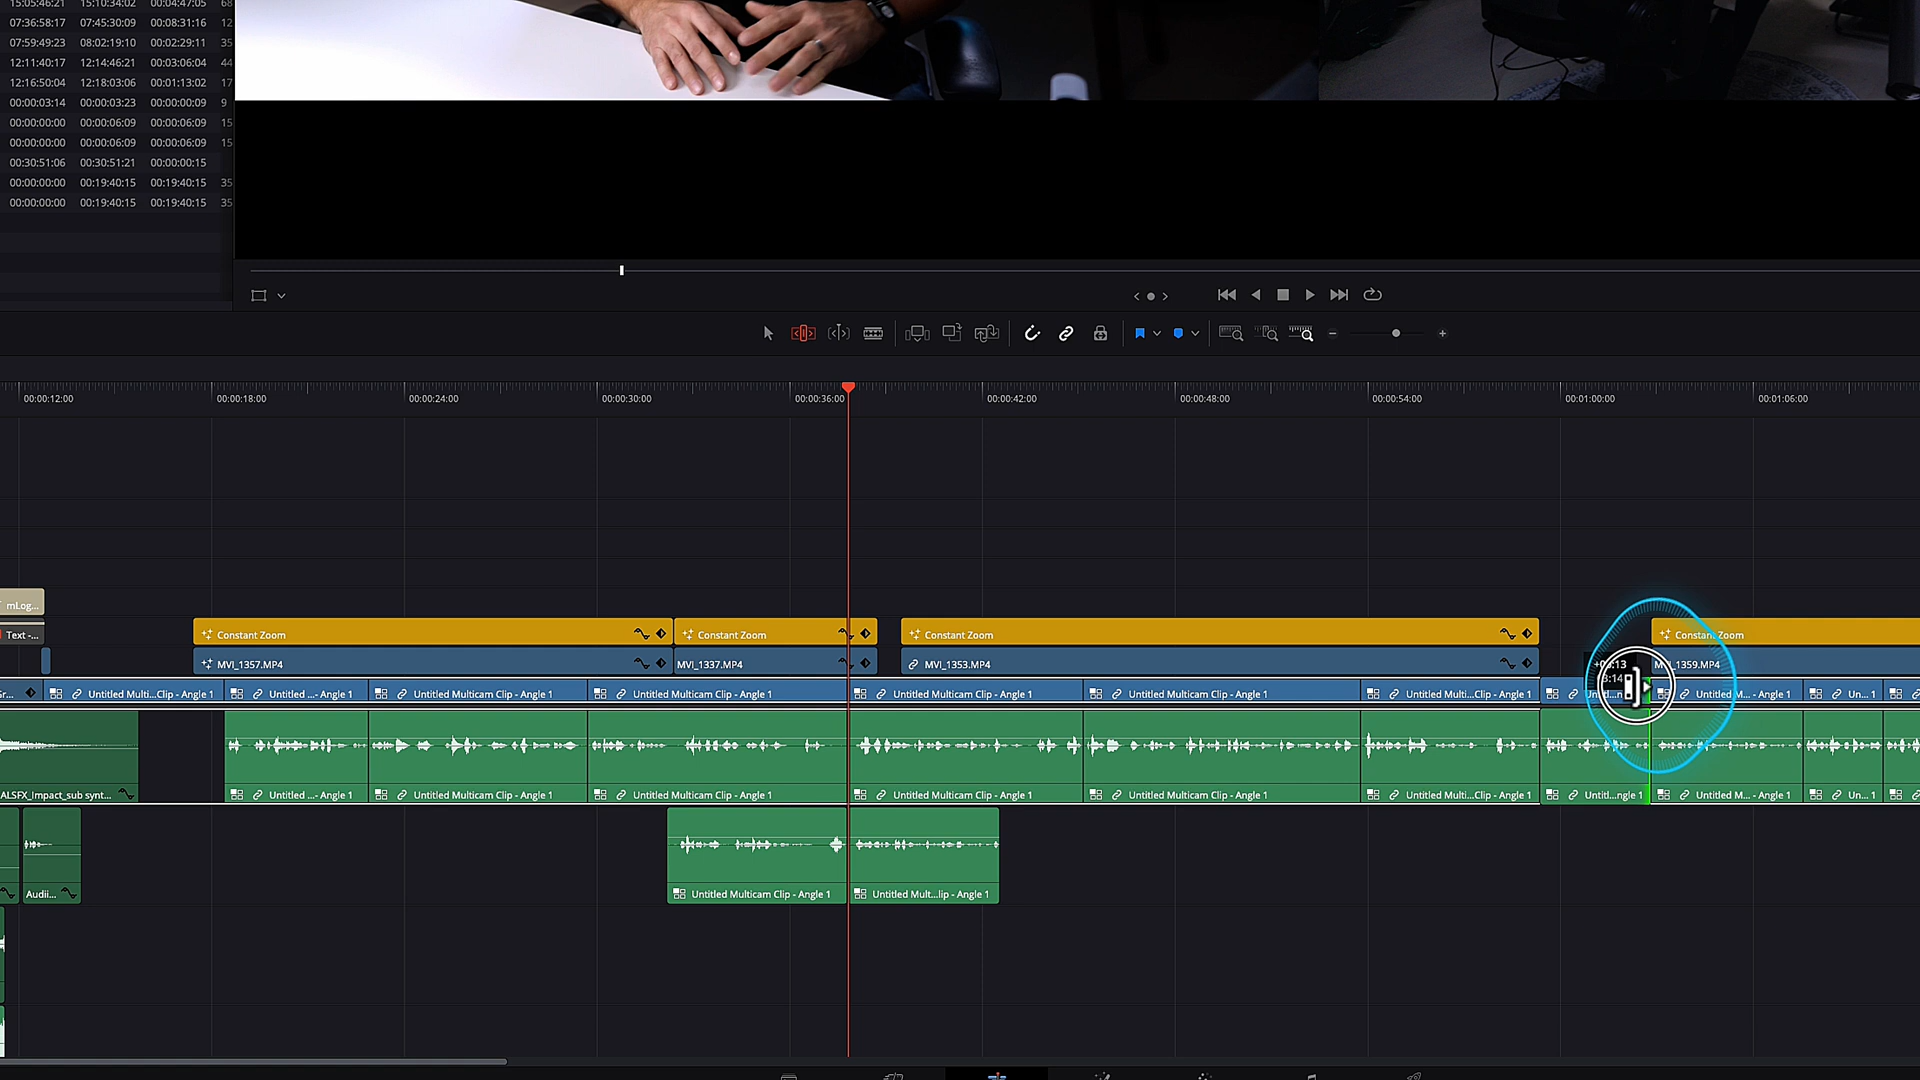 15:05:46:21 15:10:34:02 00:04:47:05 68
07:36:58:17 07:45:30:09 00:08:31:16 12
07:59:49:23 08:02:19:10 00:02:29:11 35
12:11:40:17 12:14:46:21 00:03:06:04 44
12:16:50:04 12:18:03:06 00:01:13:02 17
00:00:03:14 00:00:03:23 00:00:00:09 9
00:00:00:00 00:00:06:09 00:00:06:09 15
00:00:00:00 00:00:06:09 00:00:06:09 15
00:30:51:06 00:30:51:21 00:00:00:15
00:00:00:00 00:19:40:15 00:19:40:15 35
00:00:00:00 00:19:40:15 00:19:40:15 35
00:00:12:00 00:00:18:00 00:00:24:00 00:00:30:00 00:00:36:00 00:00:42:00 00:00:48:00 00:00:54:00 00:01:00:00 00:01:06:00
mLog...
Text -... Constant Zoom Constant Zoom Constant Zoom Constant Zoom
MVI_1357.MP4 MVI_1337.MP4 MVI_1353.MP4 MVI_1359.MP4
Untitled Multi...Clip - Angle 1 Untitled ...- Angle 1 Untitled Multicam Clip - Angle 1 Untitled Multicam Clip - Angle 1 Untitled Multicam Clip - Angle 1 Untitled Multicam Clip - Angle 1 Untitled Multi...Clip - Angle 1 Untitled M... - Angle 1 Un... 1
ALSFX_Impact_sub synt... Untitled ...- Angle 1 Untitled Multicam Clip - Angle 1 Untitled Multicam Clip - Angle 1 Untitled Multicam Clip - Angle 1 Untitled Multicam Clip - Angle 1 Untitled Multi...Clip - Angle 1 Untitl...ngle 1 Untitled M... - Angle 1 Un... 1
Audii... Untitled Multicam Clip - Angle 1 Untitled Mult...lip - Angle 1